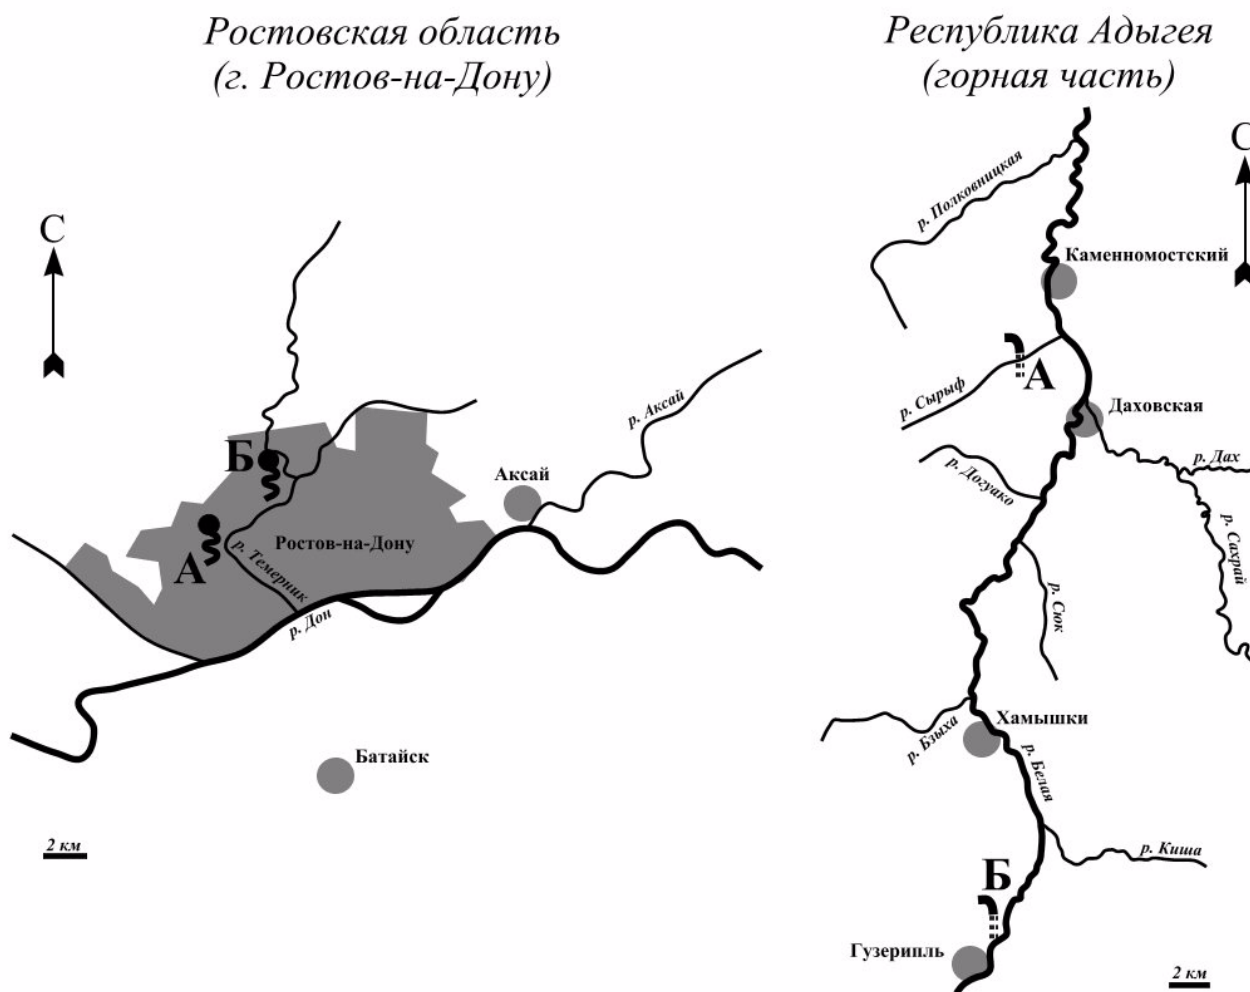 Ростовская область
(г. Ростов-на-Дону)
С
Б
А
р. Темерник
Ростов-на-Дону
р. Дон
Аксай
р. Аксай
Батайск
2 км
Республика Адыгея
(горная часть)
С
р. Полковницкая
Каменномостский
А
р. Сырыф
Даховская
р. Дах
р. Догуако
р. Сахрай
р. Сюк
Хамышки
р. Бзыха
р. Белая
р. Киша
Б
Гузерипль
2 км